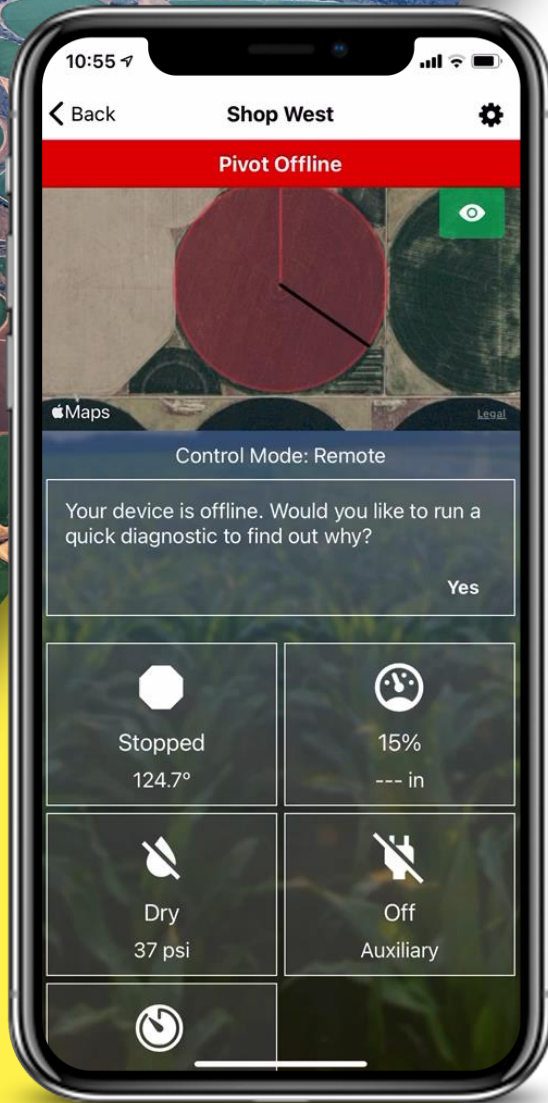 10:55
Back
Shop West
Pivot Offline
Maps
Legal
Control Mode: Remote
Your device is offline. Would you like to run a
quick diagnostic to find out why?
Yes
Stopped
124.7°
15%
--- in
Dry
37 psi
Off
Auxiliary